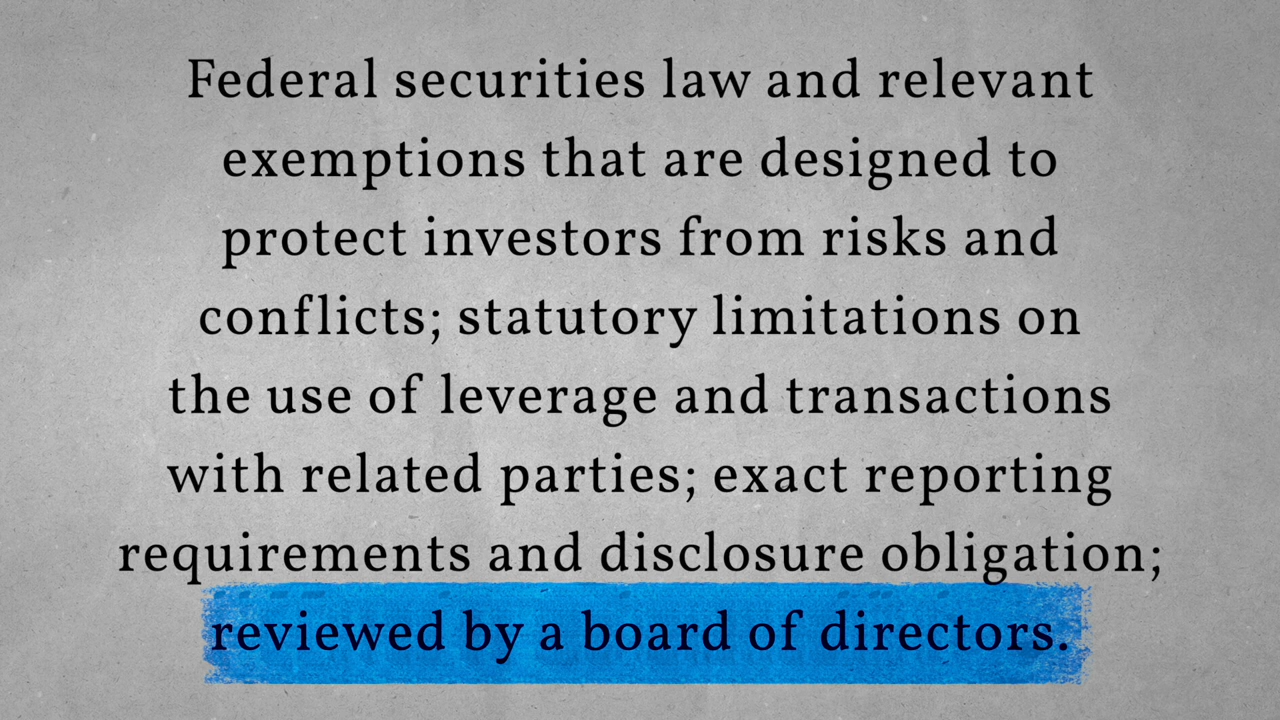 Federal securities law and relevant
exemptions that are designed to
protect investors from risks and
conflicts; statutory limitations on
the use of leverage and transactions
with related parties; exact reporting
requirements and disclosure obligation;
reviewed by a board of directors.